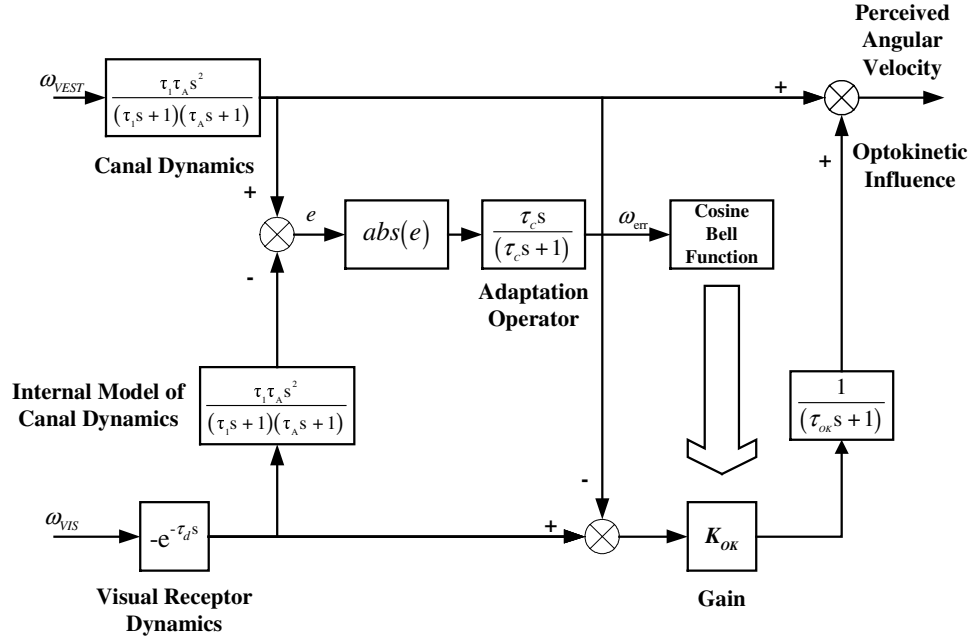 Perceived
Angular
Velocity
ω_VEST
τ₁τ_A s²
(τ₁s + 1)(τ_A s + 1)
+
+
Canal Dynamics
Optokinetic
Influence
+
e
abs(e)
τ_c s
(τ_c s + 1)
ω_err
Cosine
Bell
Function
-
Adaptation
Operator
Internal Model of
Canal Dynamics
τ₁τ_A s²
(τ₁s + 1)(τ_A s + 1)
1
(τ_OK s + 1)
-
ω_VIS
-e^-τ_d s
+
K_OK
Visual Receptor
Dynamics
Gain